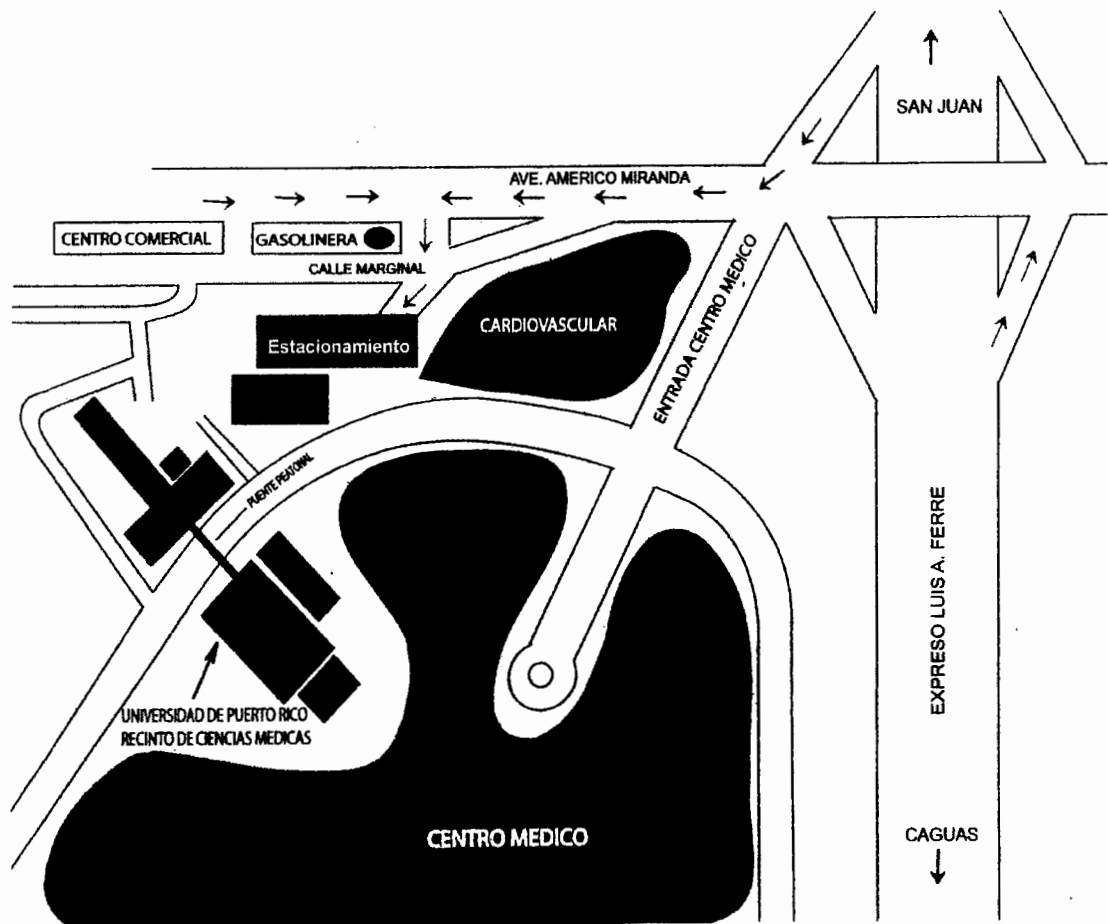 SAN JUAN
AVE. AMERICO MIRANDA
CENTRO COMERCIAL
GASOLINERA
CALLE MARGINAL
Estacionamiento
CARDIOVASCULAR
ENTRADA CENTRO MEDICO
PUENTE PEATONAL
EXPRESO LUIS A. FERRE
UNIVERSIDAD DE PUERTO RICO
RECINTO DE CIENCIAS MEDICAS
CENTRO MEDICO
CAGUAS